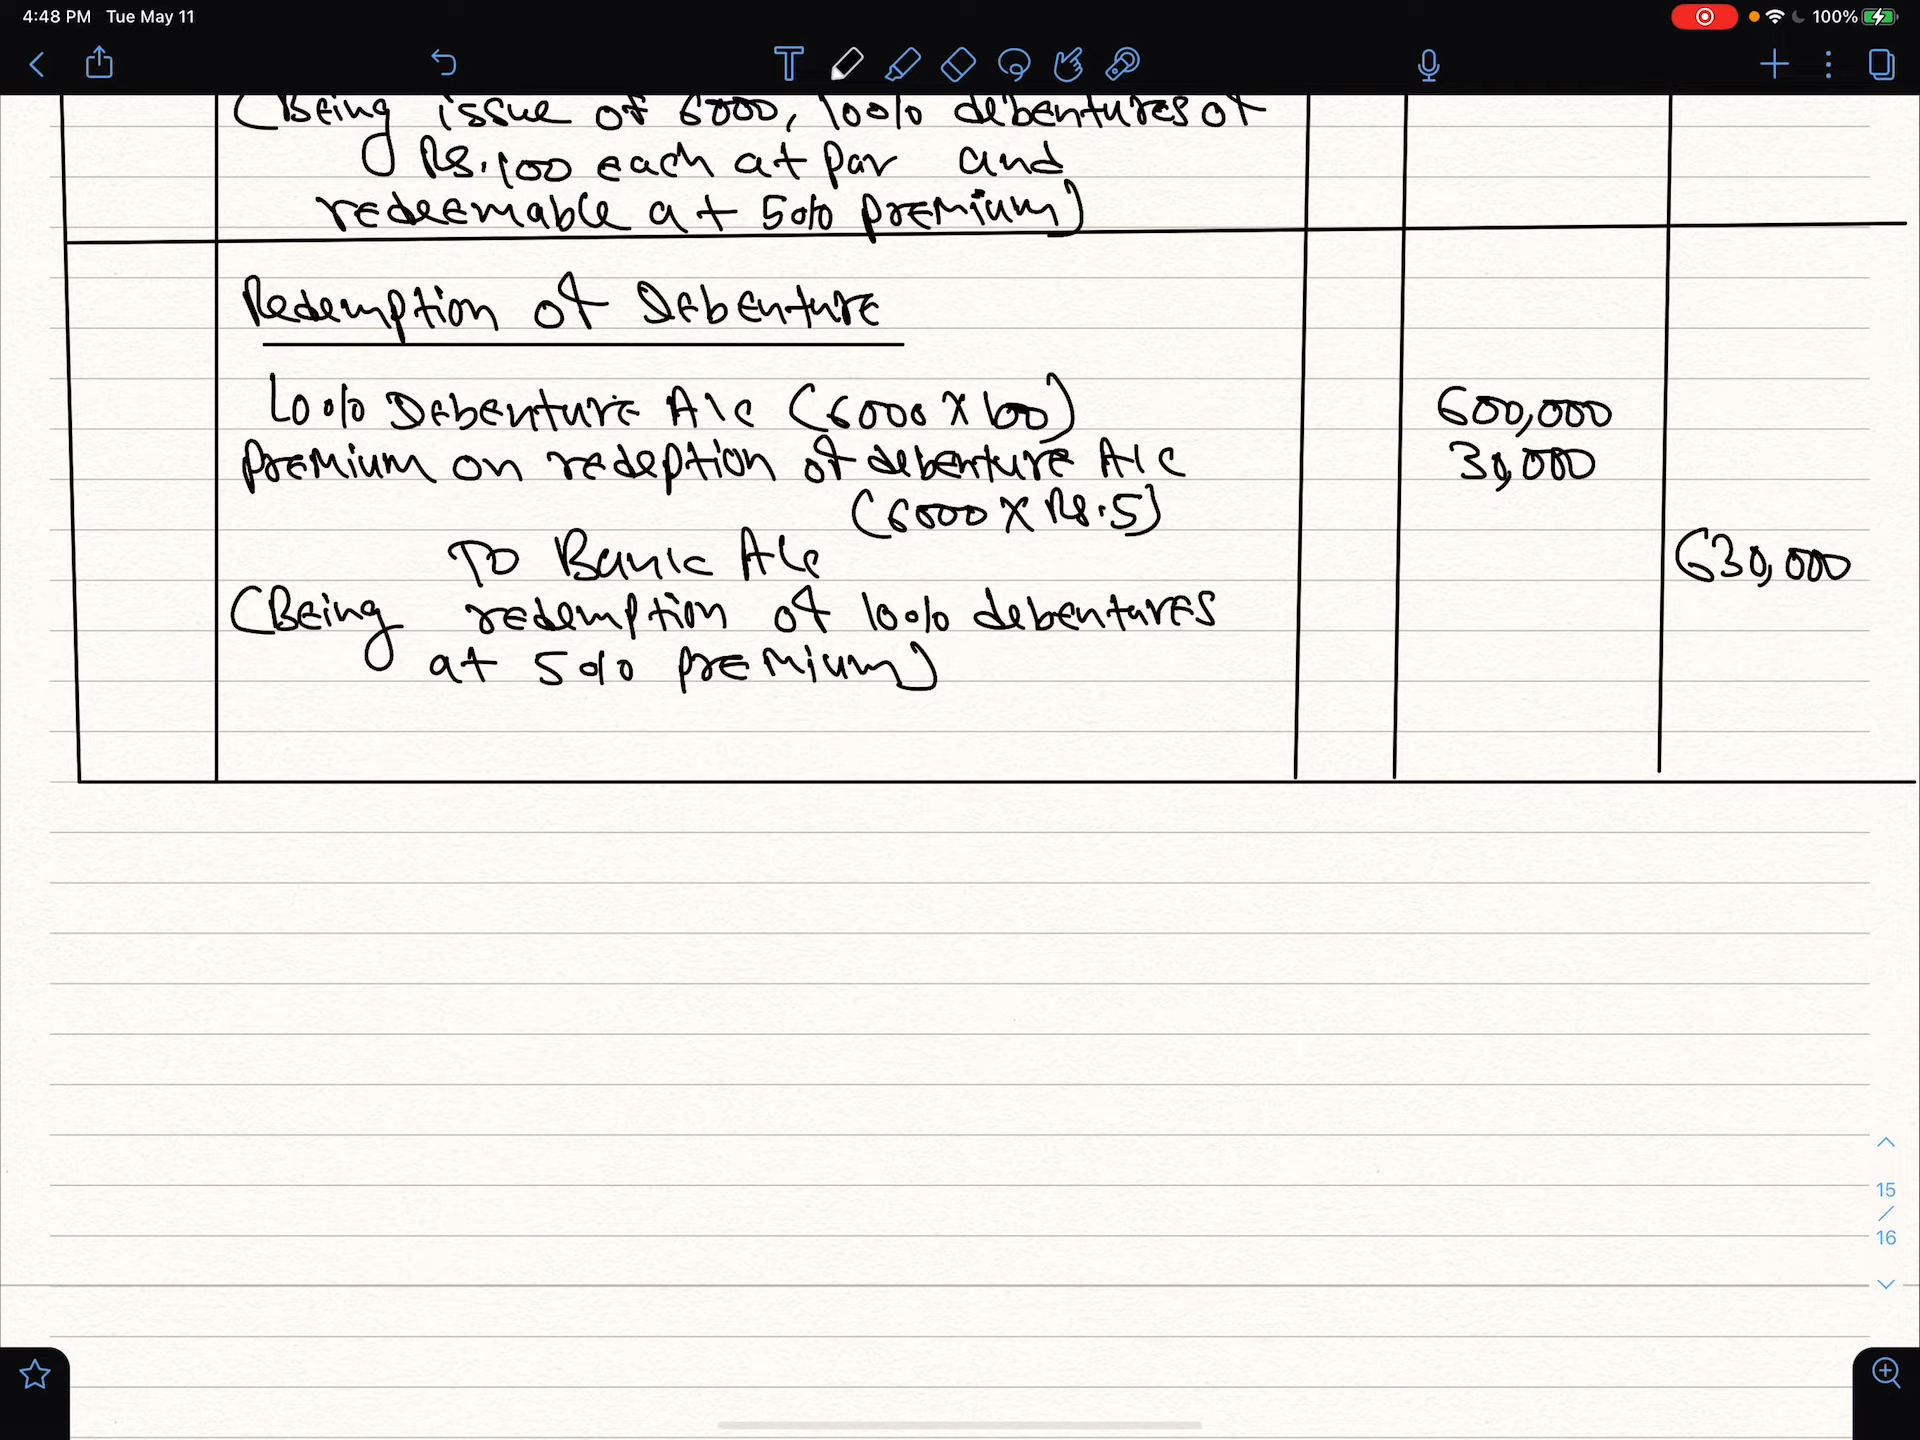 4:48 PM Tue May 11
100%
(Being issue of 6000, 10% debentures of
Rs.100 each at par and
redeemable at 5% premium)
Redemption of Debenture
10% Debenture A/c (6000 X 100)
600,000
Premium on redeption of debenture A/c
30,000
(6000 X Rs.5)
To Bank A/c
630,000
(Being redemption of 10% debentures
at 5% premium)
15
/
16